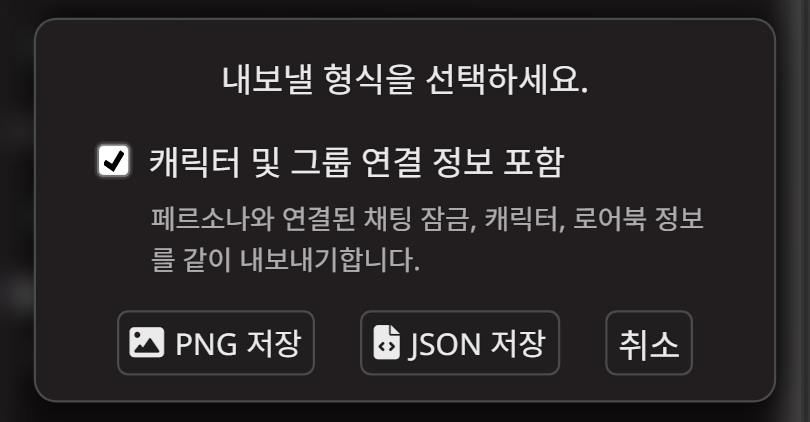 내보낼 형식을 선택하세요.
캐릭터 및 그룹 연결 정보 포함
페르소나와 연결된 채팅 잠금, 캐릭터, 로어북 정보
를 같이 내보내기합니다.
PNG 저장 JSON 저장 취소